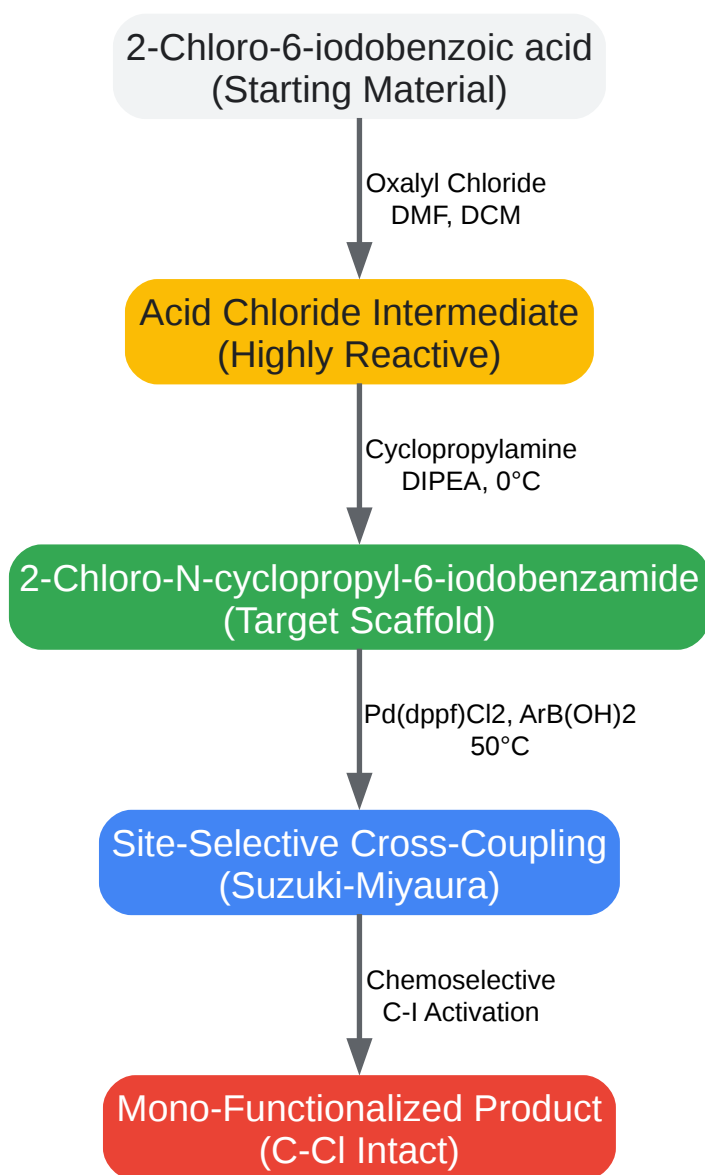 2-Chloro-6-iodobenzoic acid
(Starting Material)
Oxalyl Chloride
DMF, DCM
Acid Chloride Intermediate
(Highly Reactive)
Cyclopropylamine
DIPEA, 0°C
2-Chloro-N-cyclopropyl-6-iodobenzamide
(Target Scaffold)
Pd(dppf)Cl2, ArB(OH)2
50°C
Site-Selective Cross-Coupling
(Suzuki-Miyaura)
Chemoselective
C-I Activation
Mono-Functionalized Product
(C-Cl Intact)